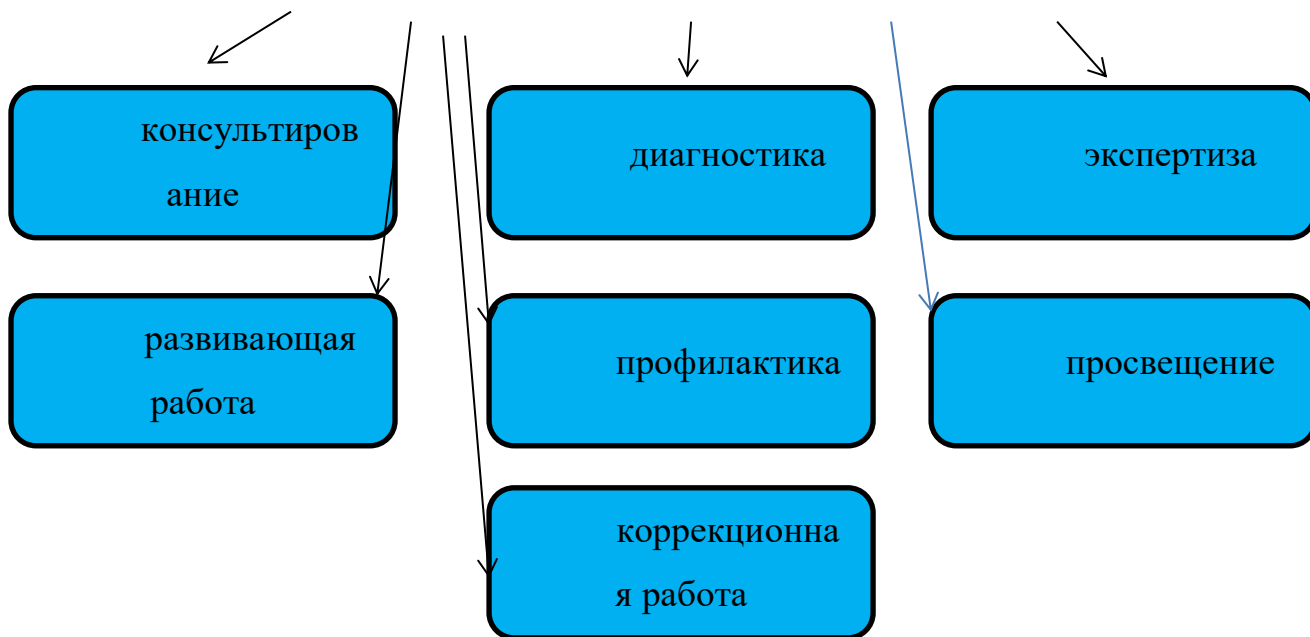 консультиров
ание
диагностика
экспертиза
развивающая
работа
профилактика
просвещение
коррекционна
я работа